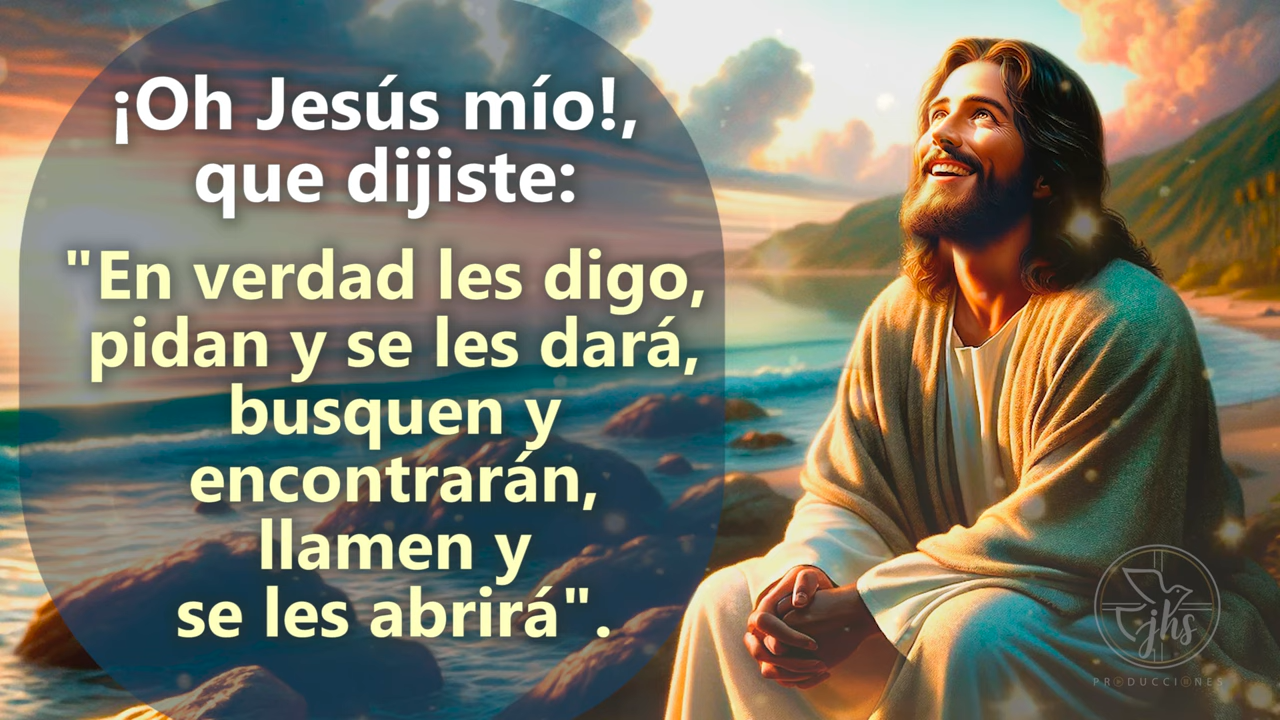 ¡Oh Jesús mío!,
que dijiste:
"En verdad les digo,
pidan y se les dará,
busquen y
encontrarán,
llamen y
se les abrirá".
jhs
PRODUCCIONES